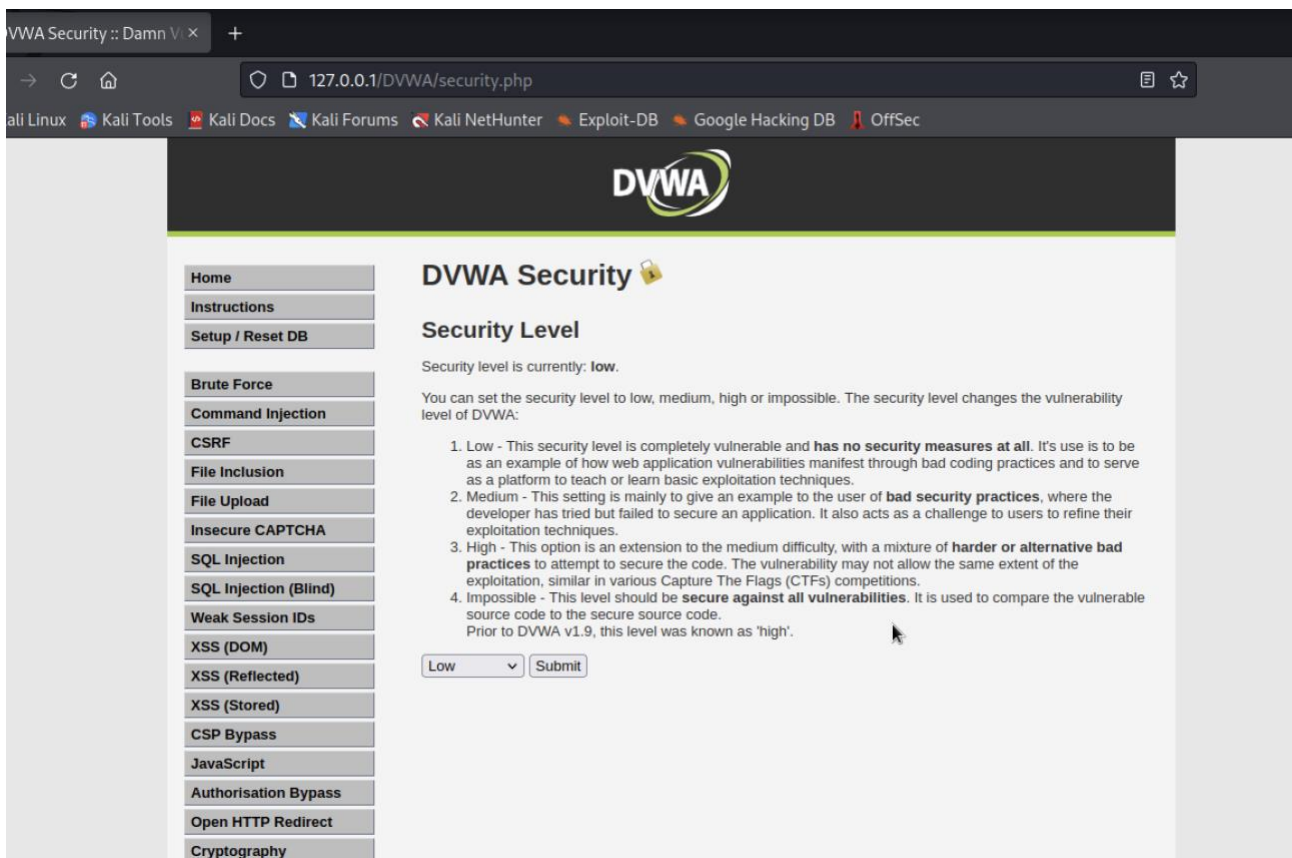 VWA Security :: Damn V
127.0.0.1/DVWA/security.php
ali Linux Kali Tools Kali Docs Kali Forums Kali NetHunter Exploit-DB Google Hacking DB OffSec
DVWA
Home
Instructions
Setup / Reset DB
Brute Force
Command Injection
CSRF
File Inclusion
File Upload
Insecure CAPTCHA
SQL Injection
SQL Injection (Blind)
Weak Session IDs
XSS (DOM)
XSS (Reflected)
XSS (Stored)
CSP Bypass
JavaScript
Authorisation Bypass
Open HTTP Redirect
Cryptography
DVWA Security
Security Level
Security level is currently: low.
You can set the security level to low, medium, high or impossible. The security level changes the vulnerability
level of DVWA:
1. Low - This security level is completely vulnerable and has no security measures at all. It's use is to be
as an example of how web application vulnerabilities manifest through bad coding practices and to serve
as a platform to teach or learn basic exploitation techniques.
2. Medium - This setting is mainly to give an example to the user of bad security practices, where the
developer has tried but failed to secure an application. It also acts as a challenge to users to refine their
exploitation techniques.
3. High - This option is an extension to the medium difficulty, with a mixture of harder or alternative bad
practices to attempt to secure the code. The vulnerability may not allow the same extent of the
exploitation, similar in various Capture The Flags (CTFs) competitions.
4. Impossible - This level should be secure against all vulnerabilities. It is used to compare the vulnerable
source code to the secure source code.
Prior to DVWA v1.9, this level was known as 'high'.
Low Submit